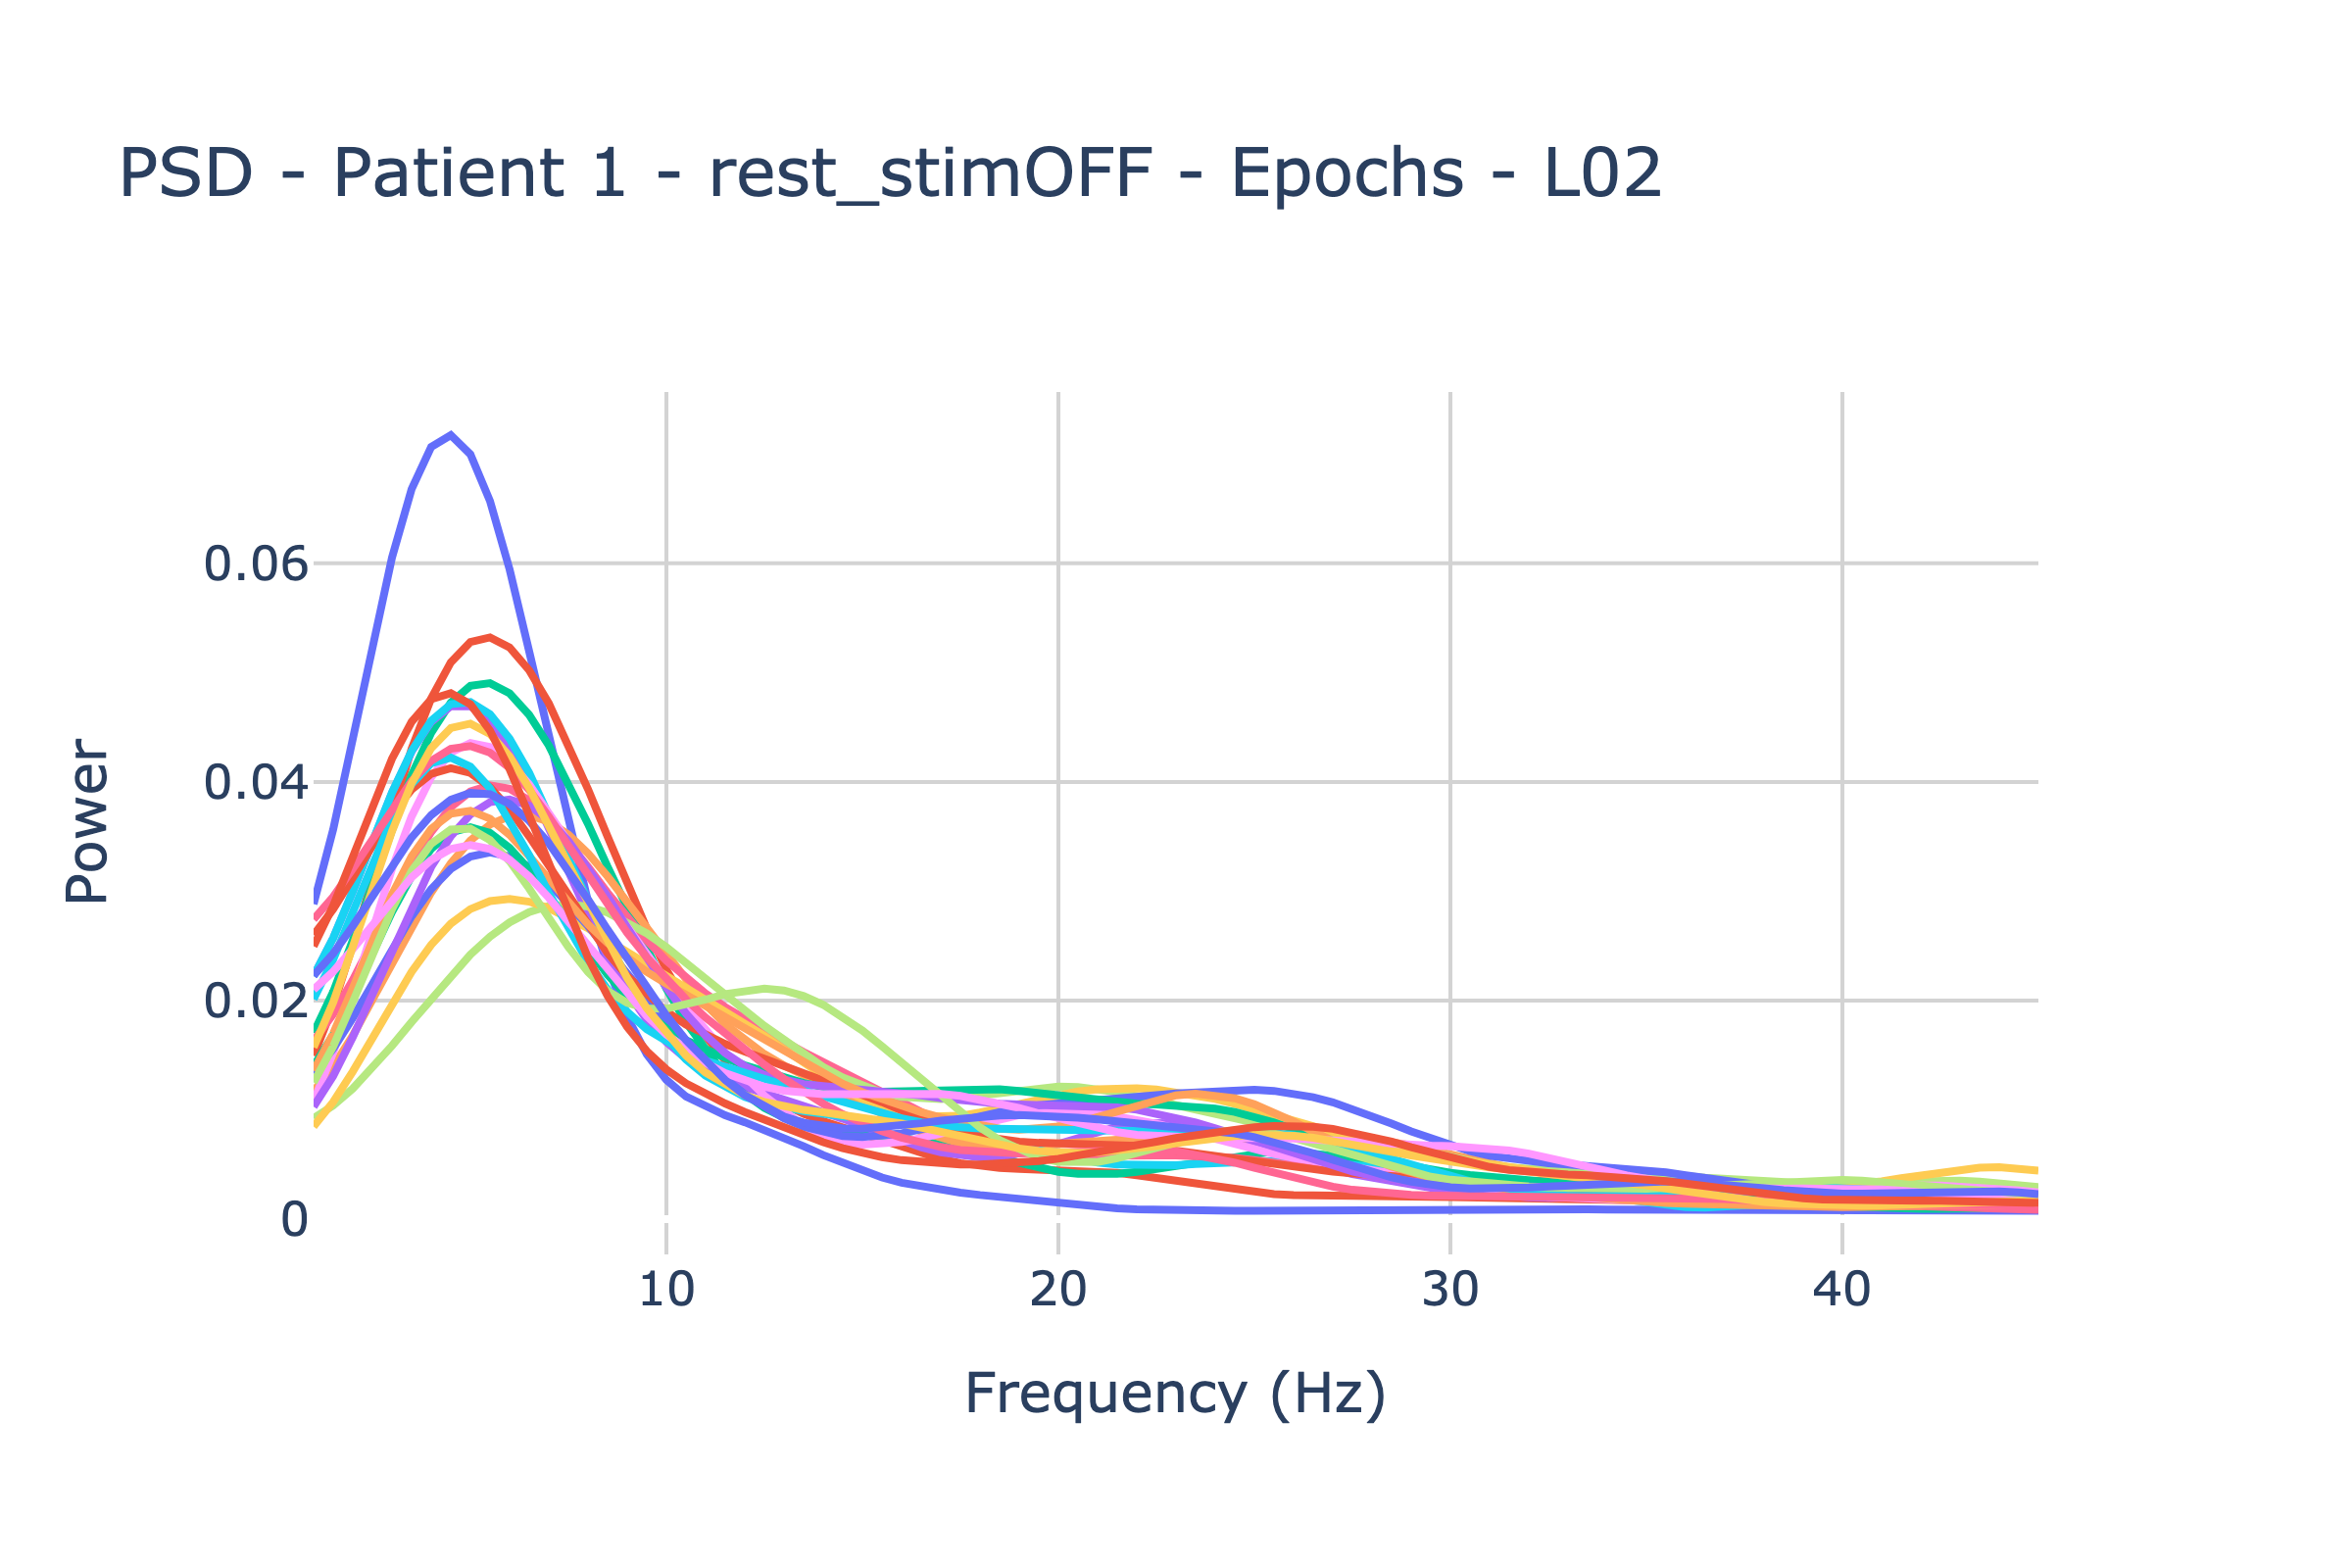 PSD - Patient 1 - rest_stimOFF - Epochs - L02
0.06
0.04
0.02
0
Power
10 20 30 40
Frequency (Hz)